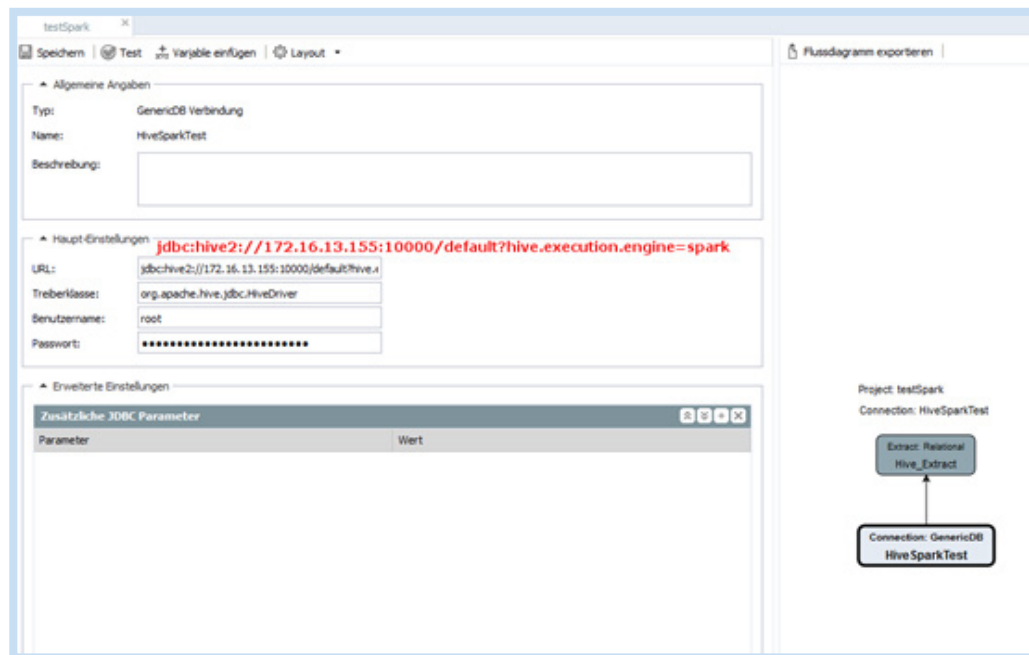 testSpark
Speichern Test Variable einfügen Layout
Flussdiagramm exportieren
Allgemeine Angaben
Typ: GenericDB Verbindung
Name: HiveSparkTest
Beschreibung:
Haupt-Einstellungen
jdbc:hive2://172.16.13.155:10000/default?hive.execution.engine=spark
URL: jdbc:hive2://172.16.13.155:10000/default?hive.e
Treiberklasse: org.apache.hive.jdbc.HiveDriver
Benutzername: root
Passwort: ••••••••••••••••••••••••
Erweiterte Einstellungen
Zusätzliche JDBC Parameter
Parameter Wert
Project: testSpark
Connection: HiveSparkTest
Extract: Relational
Hive_Extract
Connection: GenericDB
HiveSparkTest